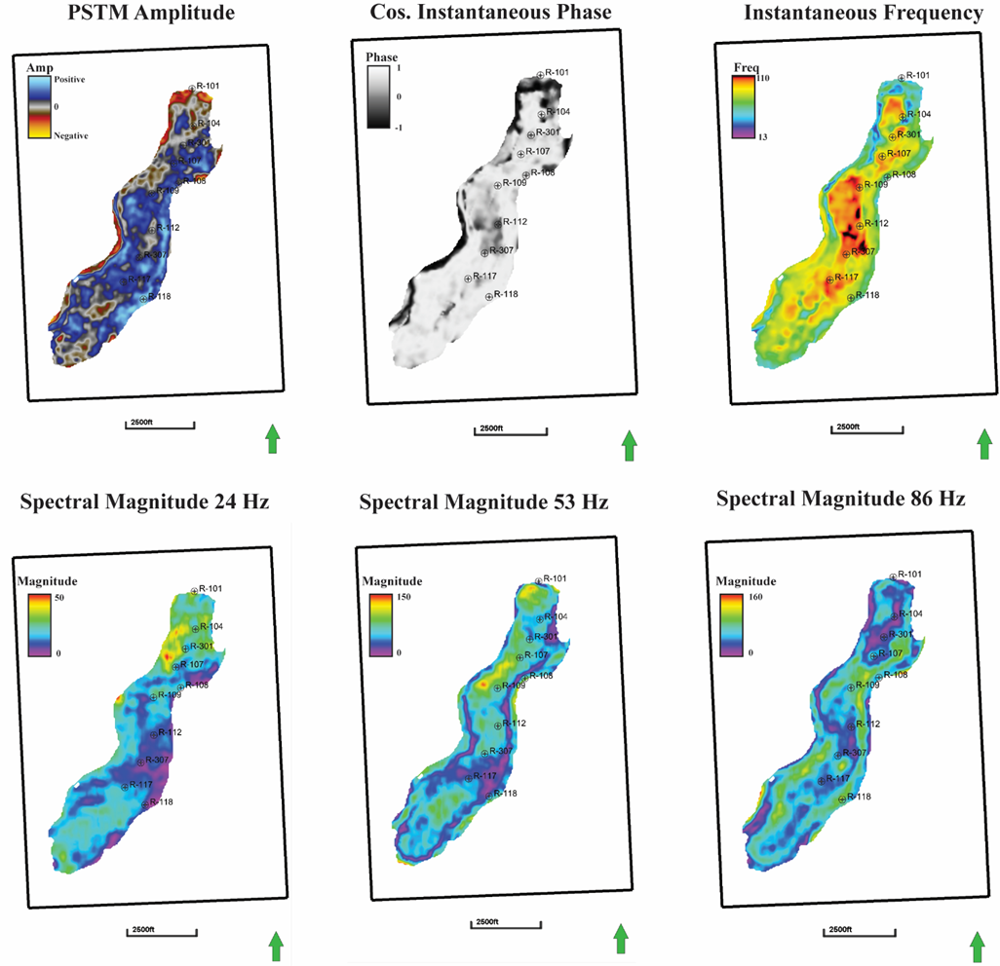 PSTM Amplitude
Amp
Positive
0
Negative
R-101
R-104
R-301
R-107
R-108
R-109
R-112
R-307
R-117
R-118
2500ft
Cos. Instantaneous Phase
Phase
1
0
-1
R-101
R-104
R-301
R-107
R-108
R-109
R-112
R-307
R-117
R-118
2500ft
Instantaneous Frequency
Freq
110
13
R-101
R-104
R-301
R-107
R-108
R-109
R-112
R-307
R-117
R-118
2500ft
Spectral Magnitude 24 Hz
Magnitude
50
0
R-101
R-104
R-301
R-107
R-108
R-109
R-112
R-307
R-117
R-118
2500ft
Spectral Magnitude 53 Hz
Magnitude
150
0
R-101
R-104
R-301
R-107
R-108
R-109
R-112
R-307
R-117
R-118
2500ft
Spectral Magnitude 86 Hz
Magnitude
160
0
R-101
R-104
R-301
R-107
R-108
R-109
R-112
R-307
R-117
R-118
2500ft